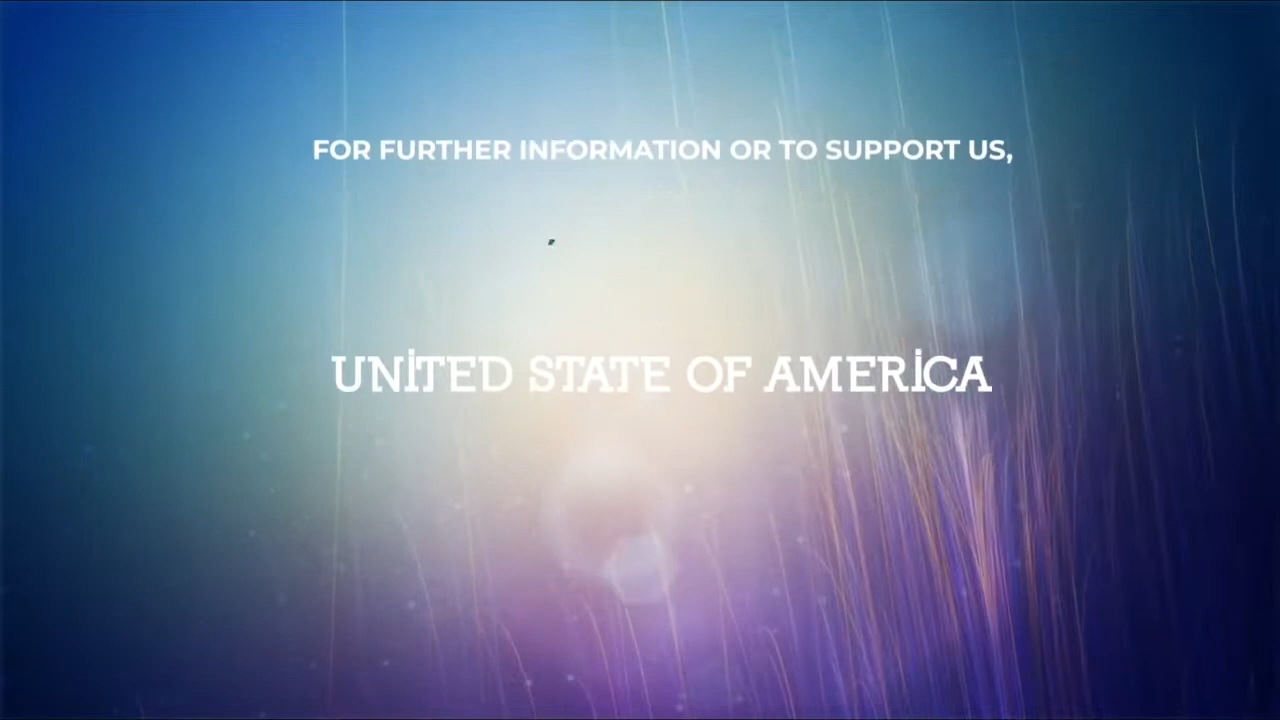 FOR FURTHER INFORMATION OR TO SUPPORT US,
UNİTED STATE OF AMERİCA